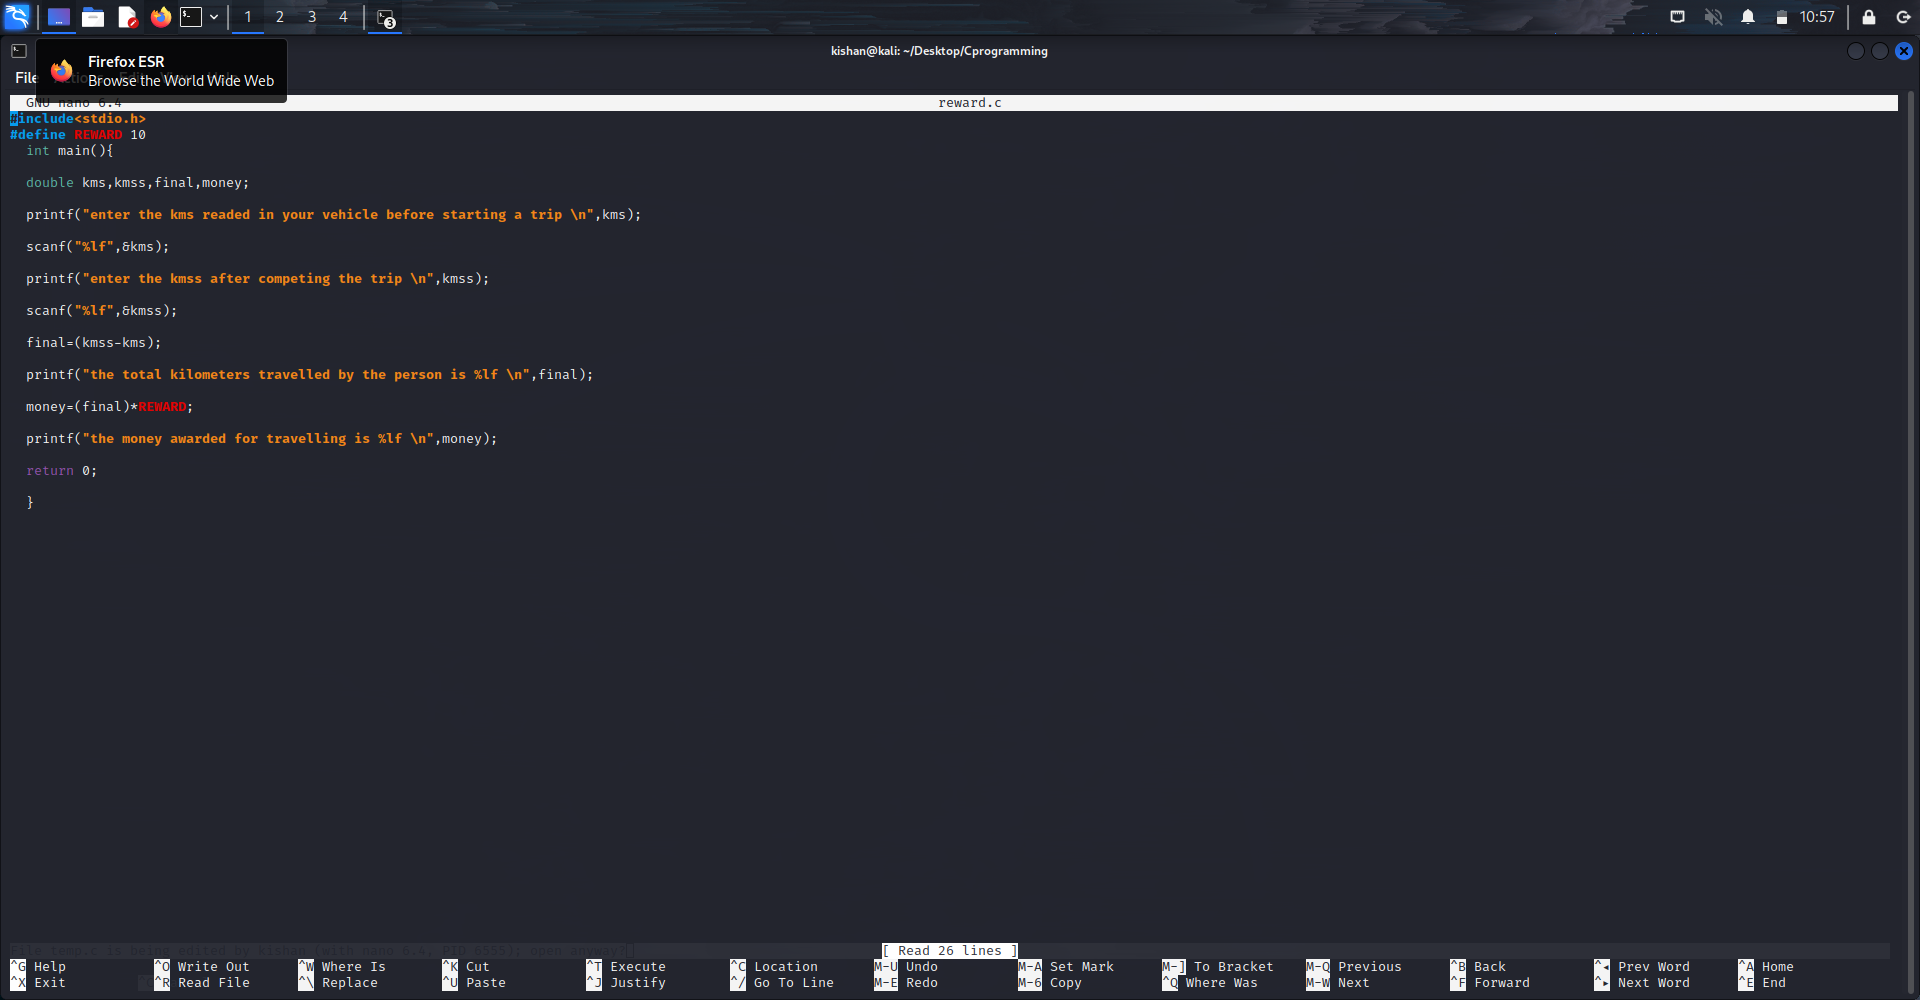 1 2 3 4 3 10:57
kishan@kali: ~/Desktop/Cprogramming
Firefox ESR
File
Browse the World Wide Web
GNU nano 6.4 reward.c
#include<stdio.h>
#define REWARD 10
int main(){
double kms,kmss,final,money;
printf("enter the kms readed in your vehicle before starting a trip \n",kms);
scanf("%lf",&kms);
printf("enter the kmss after competing the trip \n",kmss);
scanf("%lf",&kmss);
final=(kmss-kms);
printf("the total kilometers travelled by the person is %lf \n",final);
money=(final)*REWARD;
printf("the money awarded for travelling is %lf \n",money);
return 0;
}
[ Read 26 lines ]
^G Help ^O Write Out ^W Where Is ^K Cut ^T Execute ^C Location M-U Undo M-A Set Mark M-] To Bracket M-Q Previous ^B Back ^◂ Prev Word ^A Home
^X Exit ^R Read File ^\ Replace ^U Paste ^J Justify ^/ Go To Line M-E Redo M-6 Copy ^Q Where Was M-W Next ^F Forward ^▸ Next Word ^E End